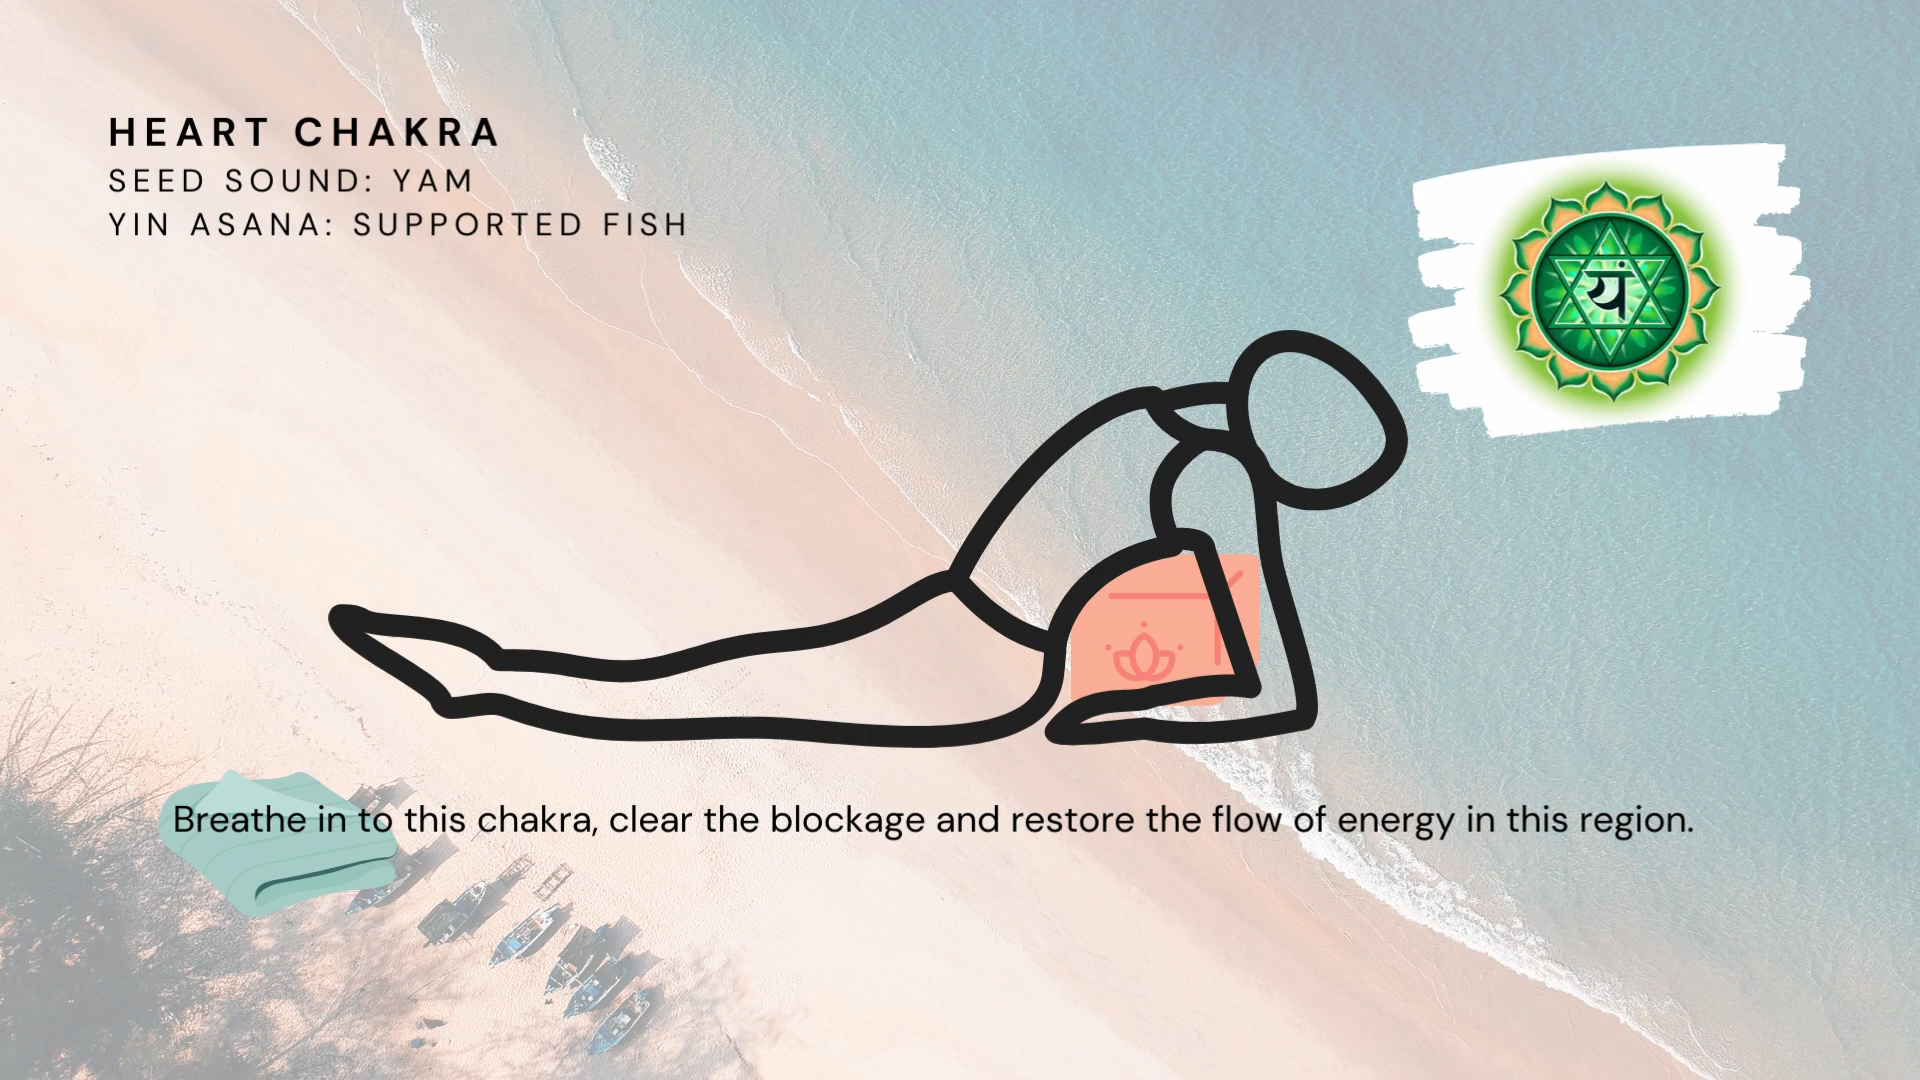 HEART CHAKRA
SEED SOUND: YAM
YIN ASANA: SUPPORTED FISH
यं
Breathe in to this chakra, clear the blockage and restore the flow of energy in this region.